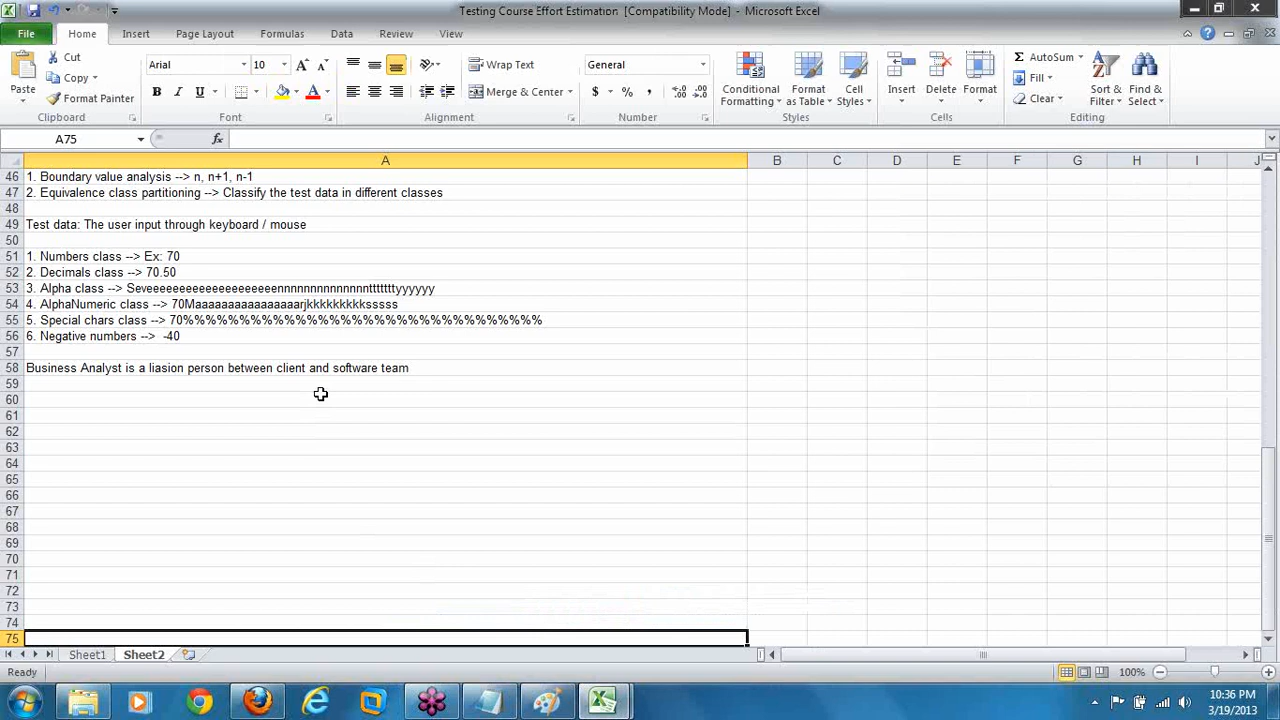 Testing Course Effort Estimation [Compatibility Mode] - Microsoft Excel
File Home Insert Page Layout Formulas Data Review View
Paste
Cut
Copy
Format Painter
Clipboard
Arial 10
B I U A
Font
Wrap Text
Merge & Center
Alignment
General
$ % ,
Number
Conditional Formatting
Format as Table
Cell Styles
Styles
Insert Delete Format
Cells
AutoSum
Fill
Clear
Sort & Filter
Find & Select
Editing
A75 fx
A B C D E F G H I J
46 1. Boundary value analysis --> n, n+1, n-1
47 2. Equivalence class partitioning --> Classify the test data in different classes
48
49 Test data: The user input through keyboard / mouse
50
51 1. Numbers class --> Ex: 70
52 2. Decimals class --> 70.50
53 3. Alpha class --> Seveeeeeeeeeeeeeeeeeeeeeennnnnnnnnnnnnnntttttttyyyyyy
54 4. AlphaNumeric class --> 70Maaaaaaaaaaaaaaaarjkkkkkkkkksssss
55 5. Special chars class --> 70%%%%%%%%%%%%%%%%%%%%%%%%%%%%%%%%
56 6. Negative numbers --> -40
57
58 Business Analyst is a liasion person between client and software team
59
60
61
62
63
64
65
66
67
68
69
70
71
72
73
74
75
Sheet1 Sheet2
Ready 100%
10:36 PM
3/19/2013